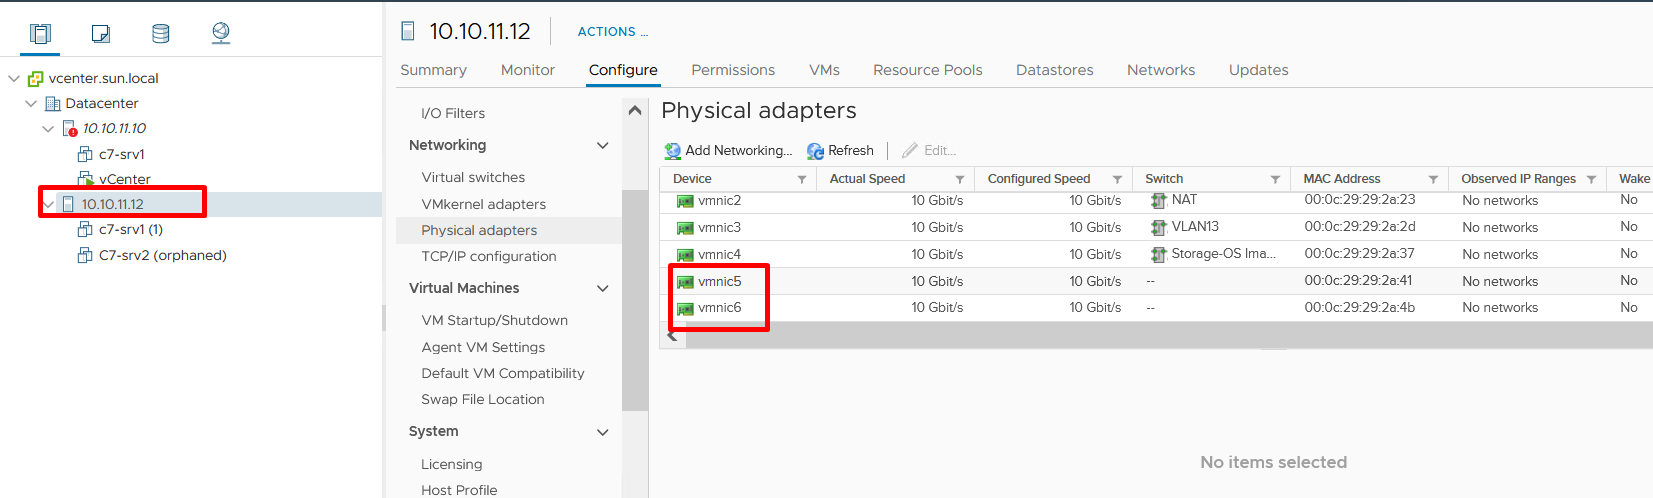 10.10.11.12
ACTIONS ...
Summary Monitor Configure Permissions VMs Resource Pools Datastores Networks Updates
vcenter.sun.local
Datacenter
10.10.11.10
c7-srv1
vCenter
10.10.11.12
c7-srv1 (1)
C7-srv2 (orphaned)
I/O Filters
Networking
Virtual switches
VMkernel adapters
Physical adapters
TCP/IP configuration
Virtual Machines
VM Startup/Shutdown
Agent VM Settings
Default VM Compatibility
Swap File Location
System
Licensing
Host Profile
Physical adapters
Add Networking... Refresh Edit...
Device Actual Speed Configured Speed Switch MAC Address Observed IP Ranges Wake
vmnic2 10 Gbit/s 10 Gbit/s NAT 00:0c:29:29:2a:23 No networks No
vmnic3 10 Gbit/s 10 Gbit/s VLAN13 00:0c:29:29:2a:2d No networks No
vmnic4 10 Gbit/s 10 Gbit/s Storage-OS Ima... 00:0c:29:29:2a:37 No networks No
vmnic5 10 Gbit/s 10 Gbit/s -- 00:0c:29:29:2a:41 No networks No
vmnic6 10 Gbit/s 10 Gbit/s -- 00:0c:29:29:2a:4b No networks No
No items selected